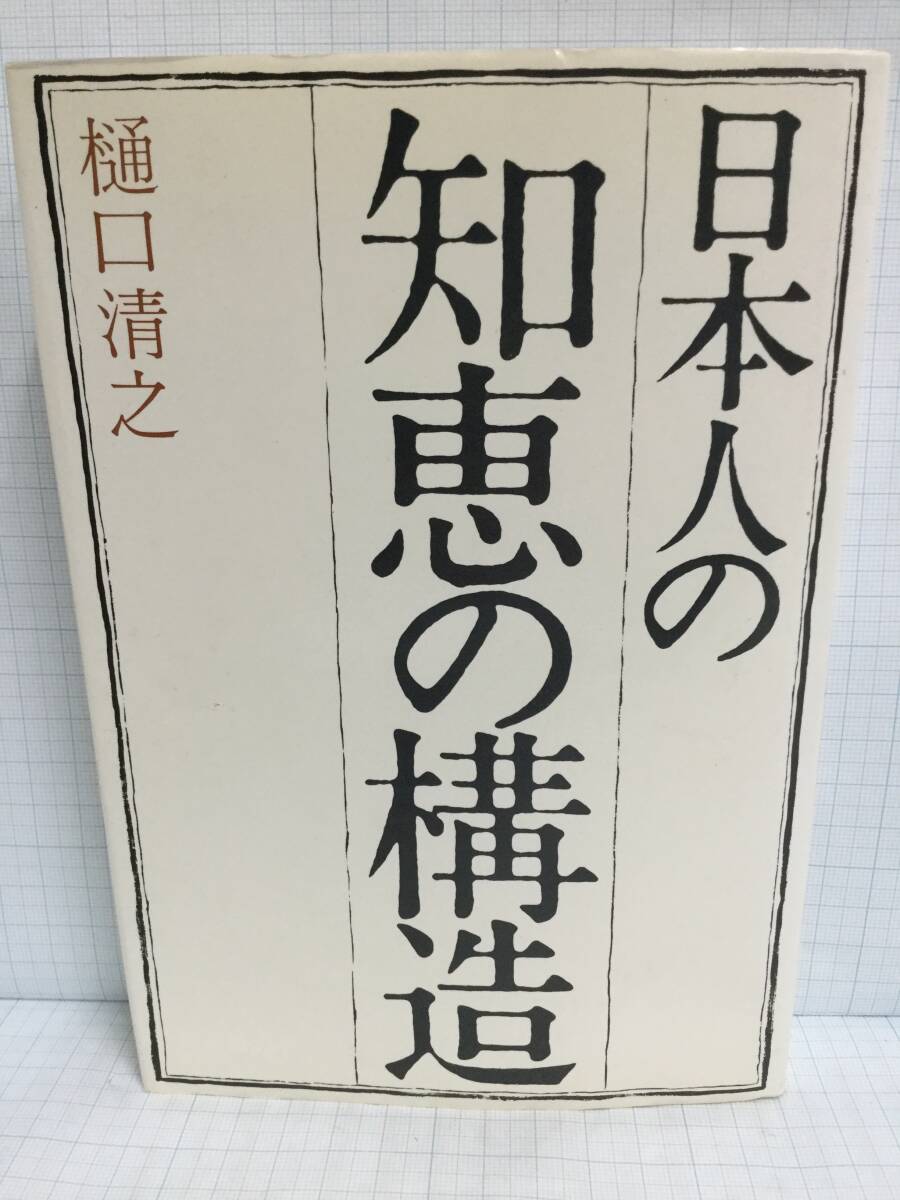 日本人の
知恵の構造
樋口清之